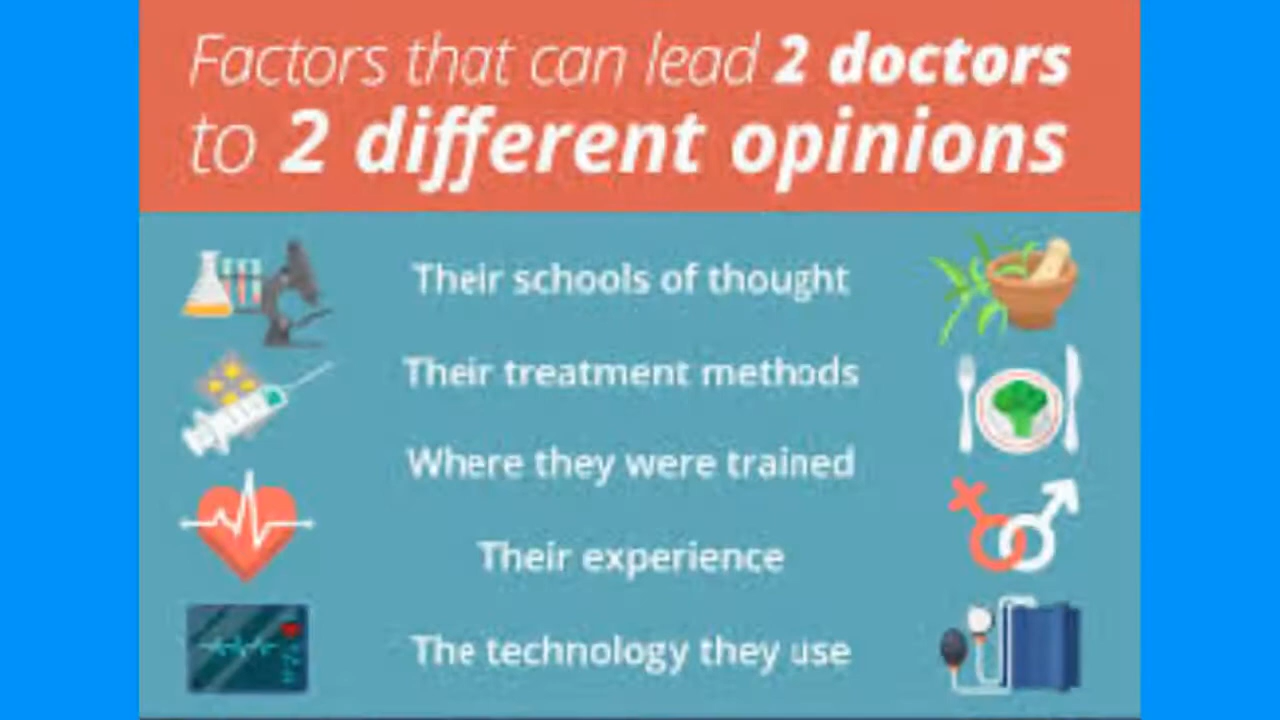 Factors that can lead 2 doctors
to 2 different opinions
Their schools of thought
Their treatment methods
Where they were trained
Their experience
The technology they use